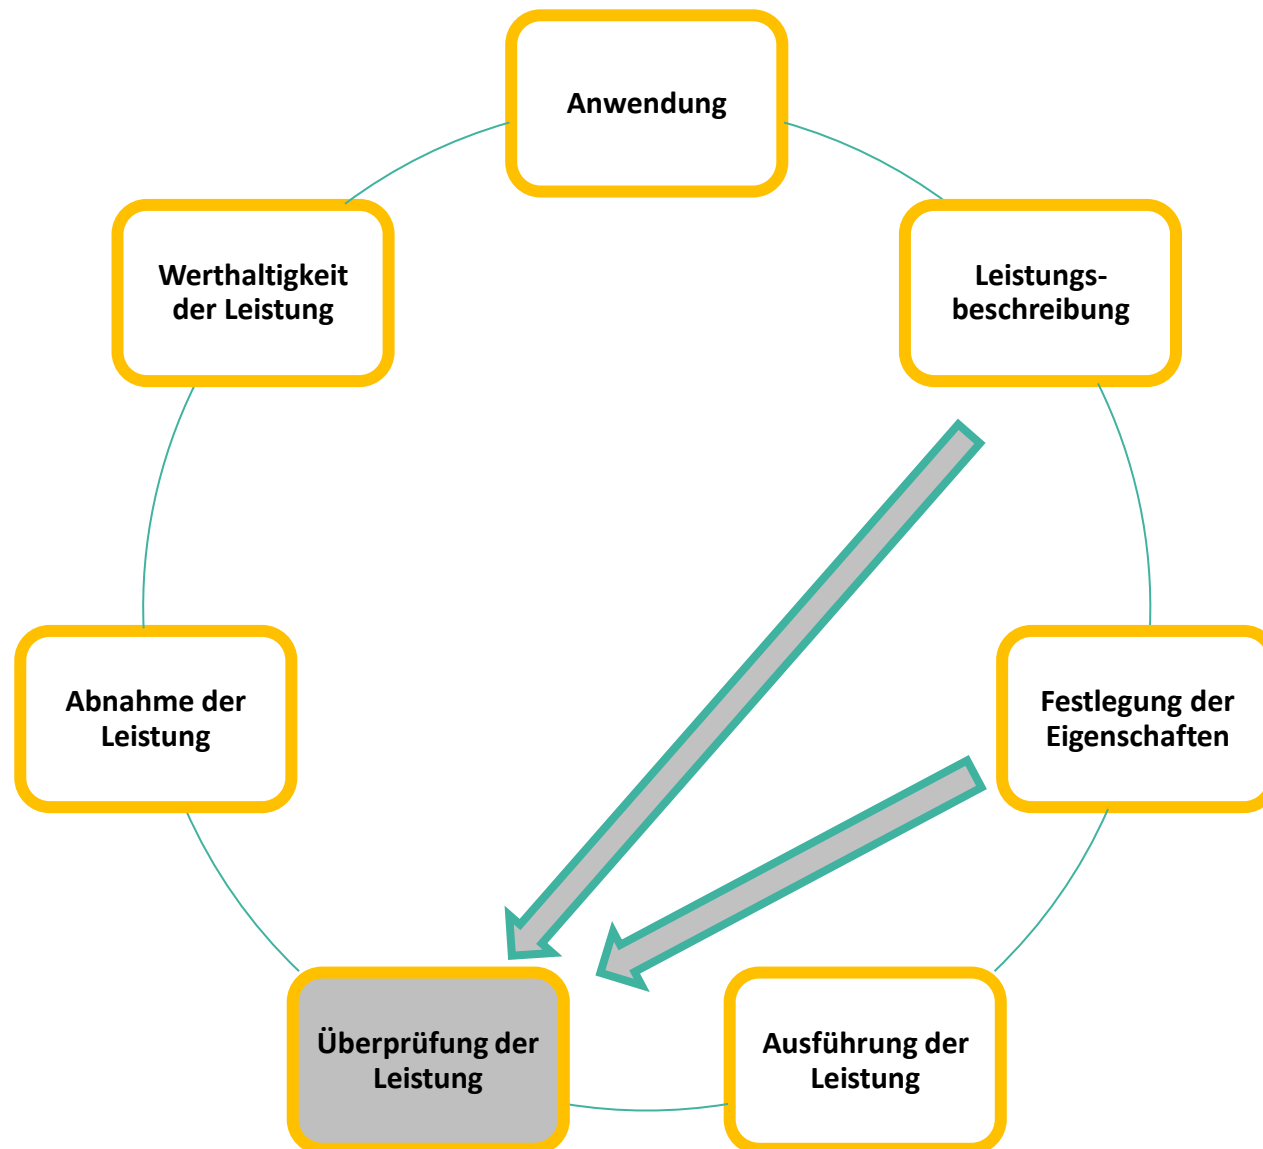 Anwendung
Leistungs-
beschreibung
Festlegung der
Eigenschaften
Ausführung der
Leistung
Überprüfung der
Leistung
Abnahme der
Leistung
Werthaltigkeit
der Leistung